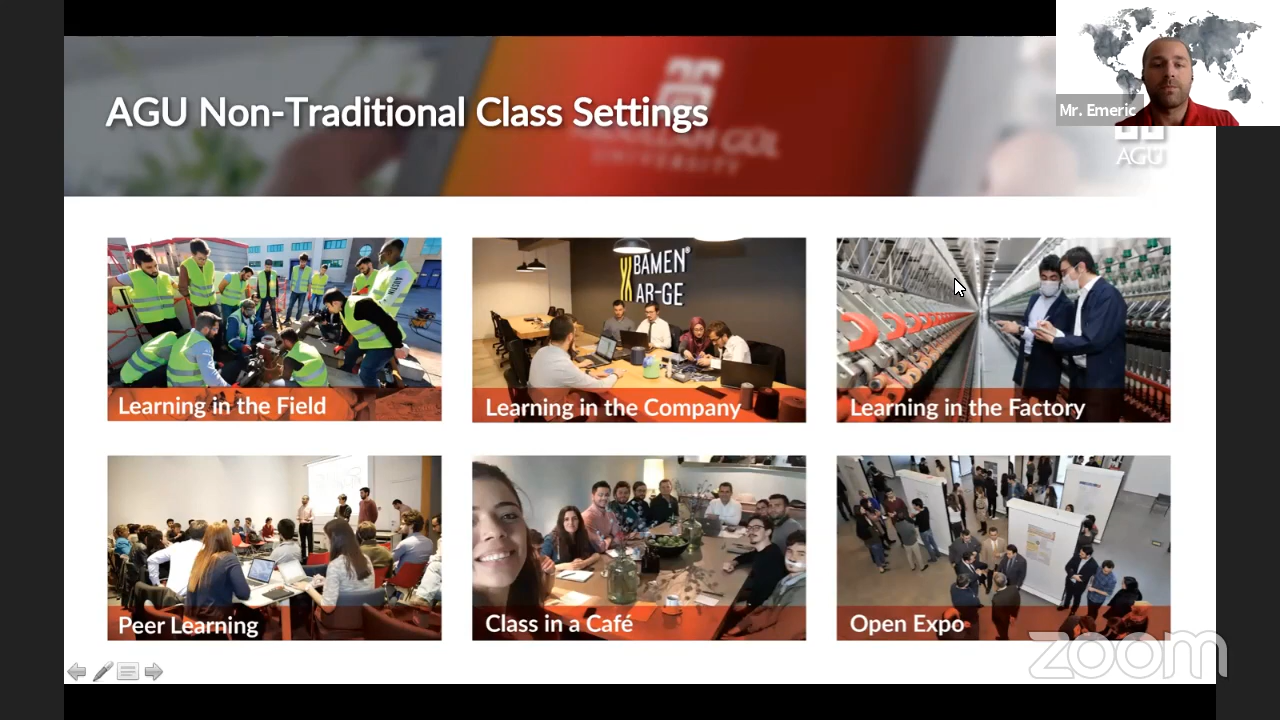 AGU Non-Traditional Class Settings
Mr. Emeric
AGU
UNIVERSITY
BAMEN
AR-GE
Learning in the Field
Learning in the Company
Learning in the Factory
Peer Learning
Class in a Café
Open Expo
zoom